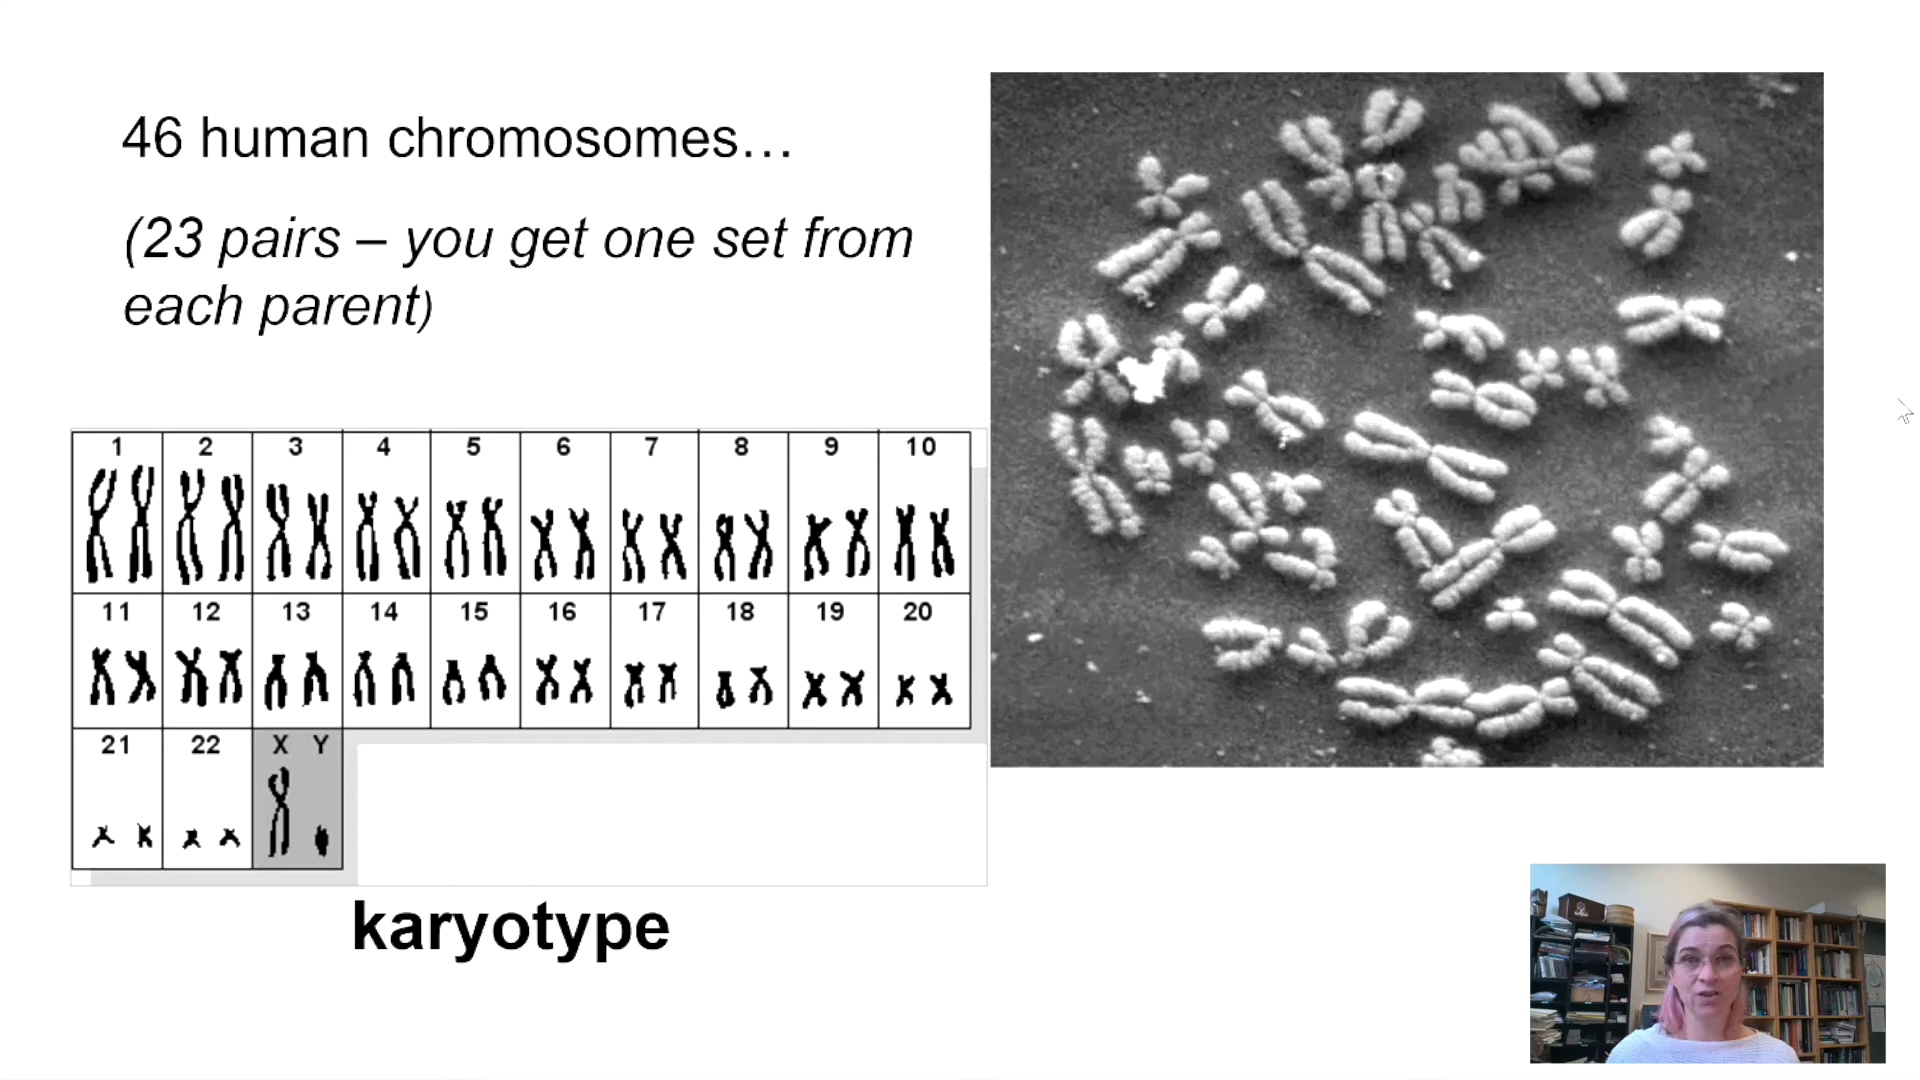 46 human chromosomes…
(23 pairs – you get one set from
each parent)
1 2 3 4 5 6 7 8 9 10
11 12 13 14 15 16 17 18 19 20
21 22 X Y
karyotype